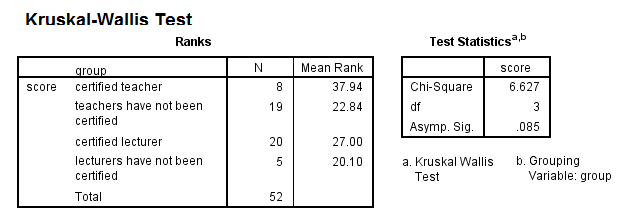 Kruskal-Wallis Test
Ranks
group N Mean Rank
score certified teacher 8 37.94
teachers have not been certified 19 22.84
certified lecturer 20 27.00
lecturers have not been certified 5 20.10
Total 52
Test Statisticsa,b
score
Chi-Square 6.627
df 3
Asymp. Sig. .085
a. Kruskal Wallis Test
b. Grouping Variable: group